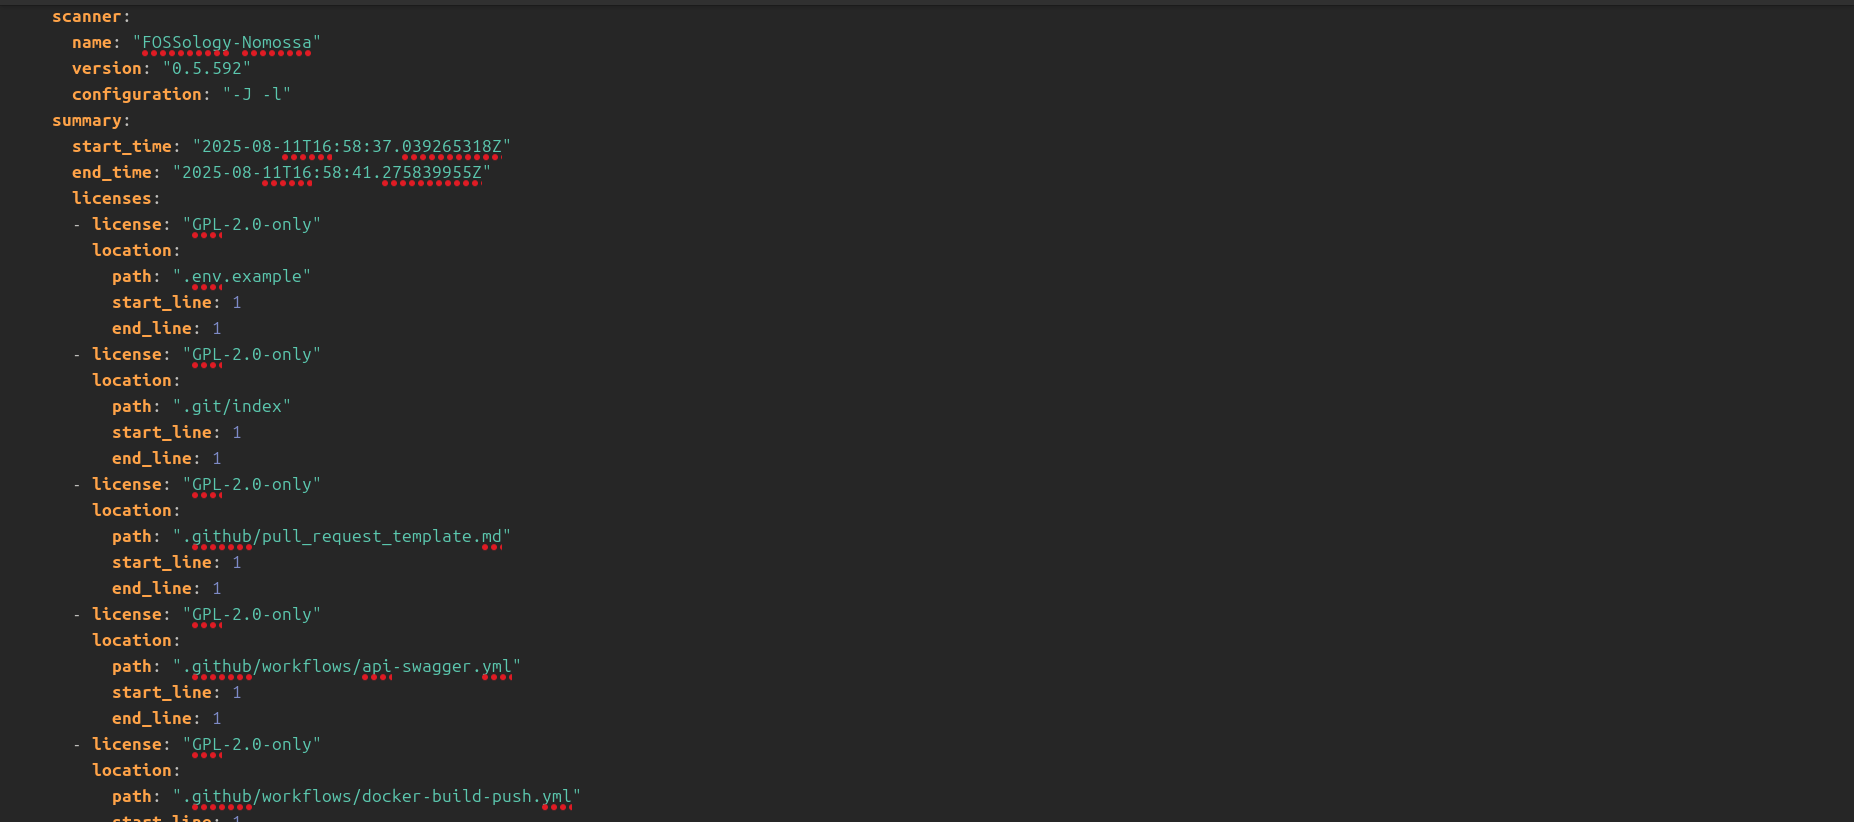 scanner:
name: "FOSSology-Nomossa"
version: "0.5.592"
configuration: "-J -l"
summary:
start_time: "2025-08-11T16:58:37.039265318Z"
end_time: "2025-08-11T16:58:41.275839955Z"
licenses:
- license: "GPL-2.0-only"
location:
path: ".env.example"
start_line: 1
end_line: 1
- license: "GPL-2.0-only"
location:
path: ".git/index"
start_line: 1
end_line: 1
- license: "GPL-2.0-only"
location:
path: ".github/pull_request_template.md"
start_line: 1
end_line: 1
- license: "GPL-2.0-only"
location:
path: ".github/workflows/api-swagger.yml"
start_line: 1
end_line: 1
- license: "GPL-2.0-only"
location:
path: ".github/workflows/docker-build-push.yml"
start_line: 1